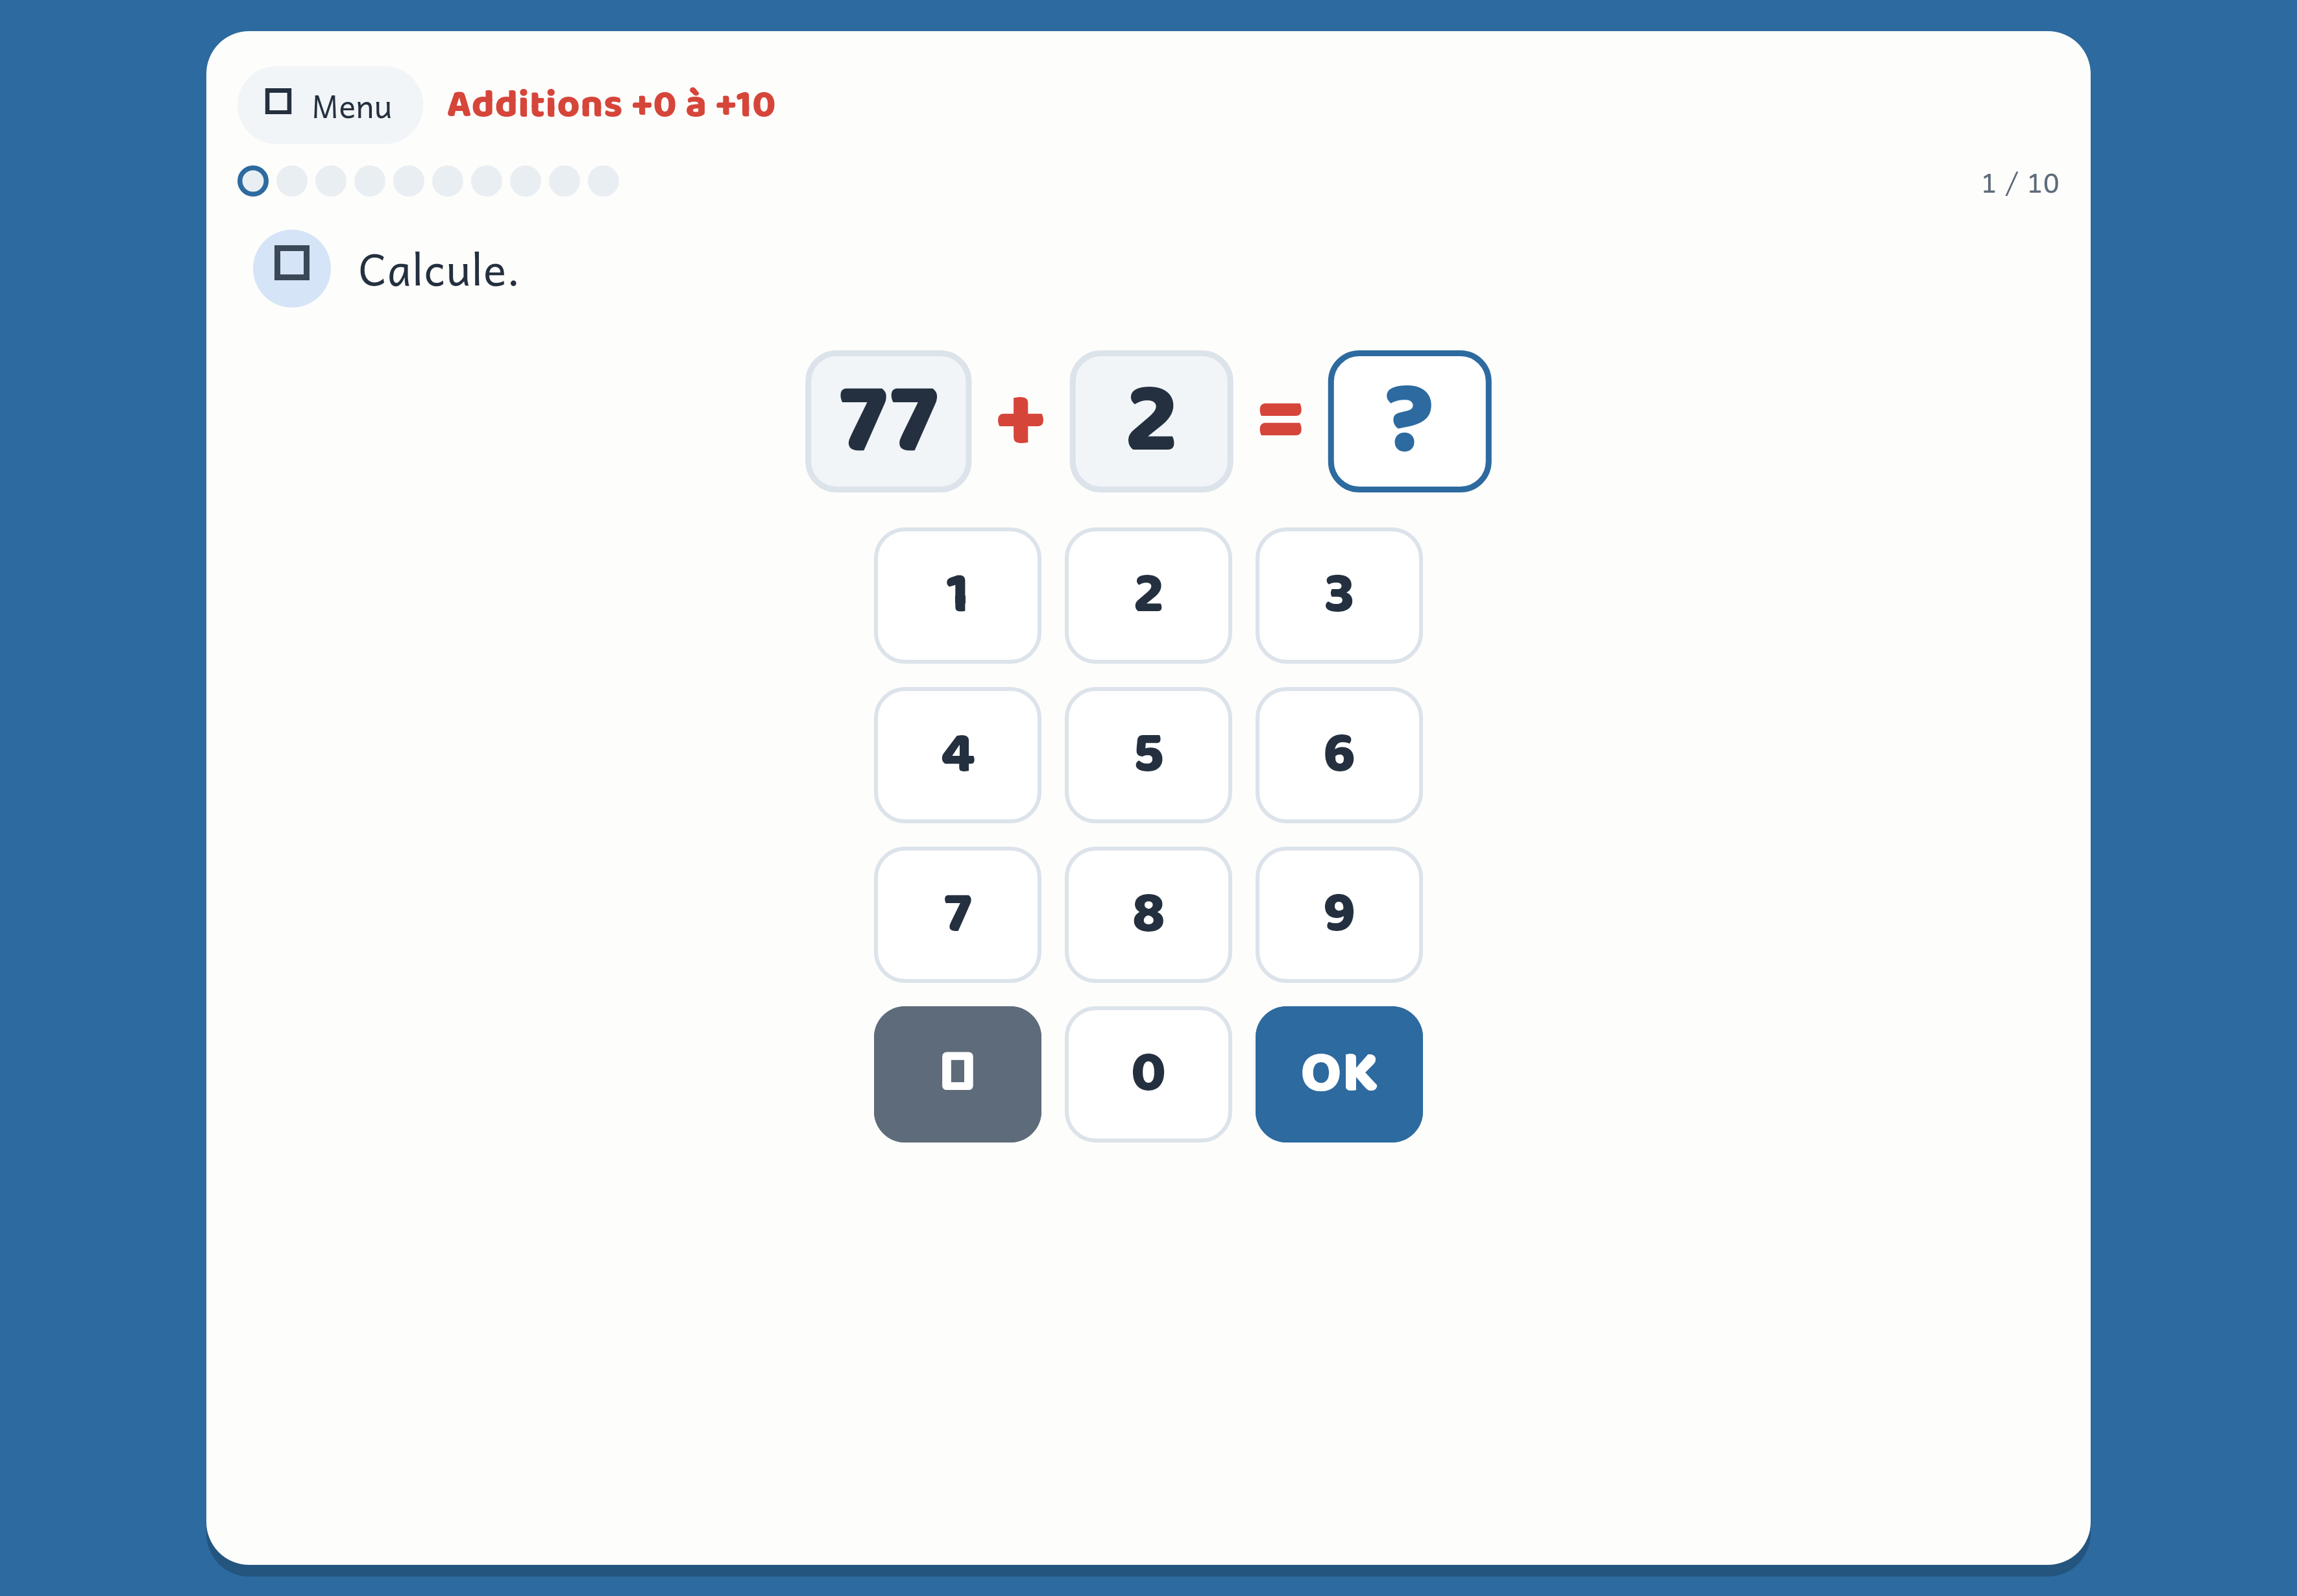 Menu
Additions +0 à +10
1 / 10
Calcule.
77 + 2 = ?
1 2 3
4 5 6
7 8 9
0 OK